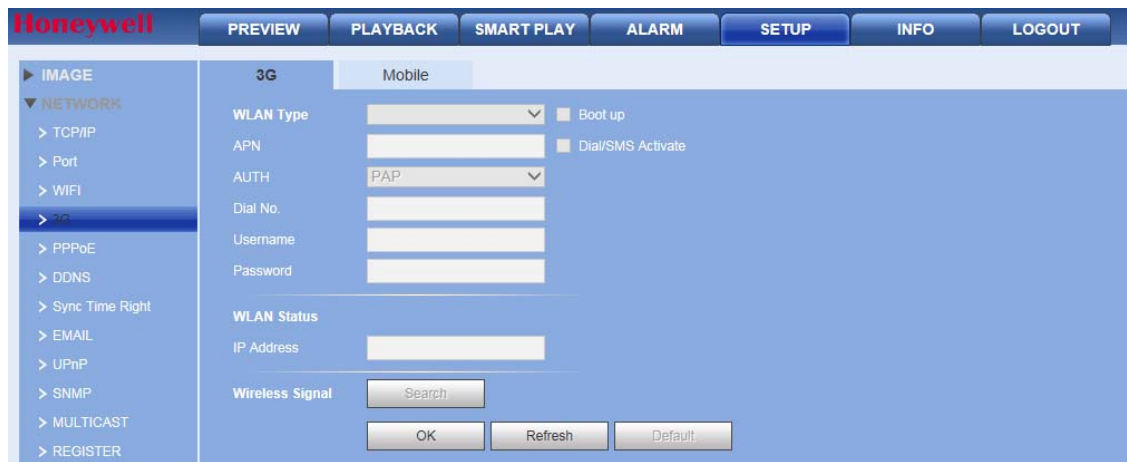 Honeywell
PREVIEW PLAYBACK SMART PLAY ALARM SETUP INFO LOGOUT
IMAGE
NETWORK
> TCP/IP
> Port
> WIFI
> 3G
> PPPoE
> DDNS
> Sync Time Right
> EMAIL
> UPnP
> SNMP
> MULTICAST
> REGISTER
3G Mobile
WLAN Type Boot up
APN Dial/SMS Activate
AUTH PAP
Dial No.
Username
Password
WLAN Status
IP Address
Wireless Signal Search
OK Refresh Default